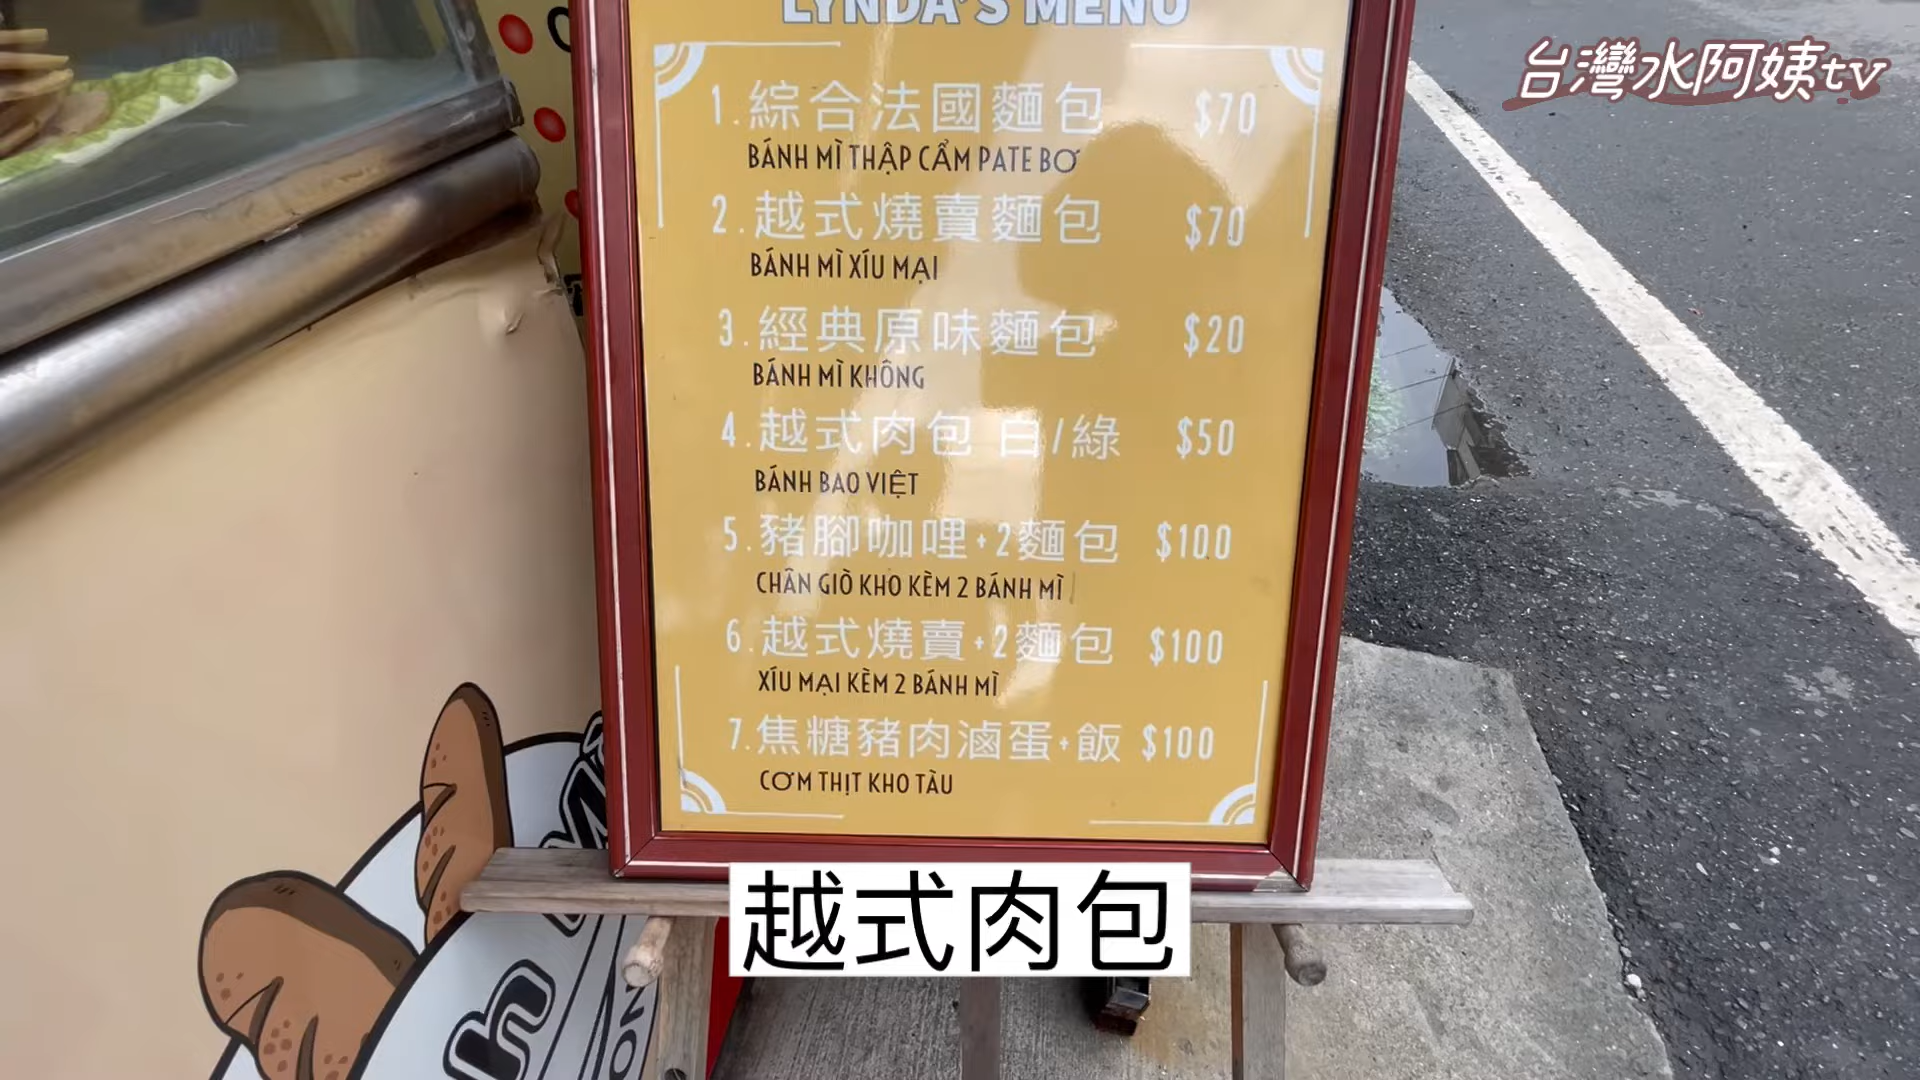 LYNDA'S MENU
台灣水阿姨tv
1.綜合法國麵包 $70
BÁNH MÌ THẬP CẨM PATE BƠ
2.越式燒賣麵包 $70
BÁNH MÌ XÍU MẠI
3.經典原味麵包 $20
BÁNH MÌ KHÔNG
4.越式肉包 白/綠 $50
BÁNH BAO VIỆT
5.豬腳咖哩+2麵包 $100
CHÂN GIÒ KHO KÈM 2 BÁNH MÌ
6.越式燒賣+2麵包 $100
XÍU MẠI KÈM 2 BÁNH MÌ
7.焦糖豬肉滷蛋+飯 $100
CƠM THỊT KHO TÀU
越式肉包